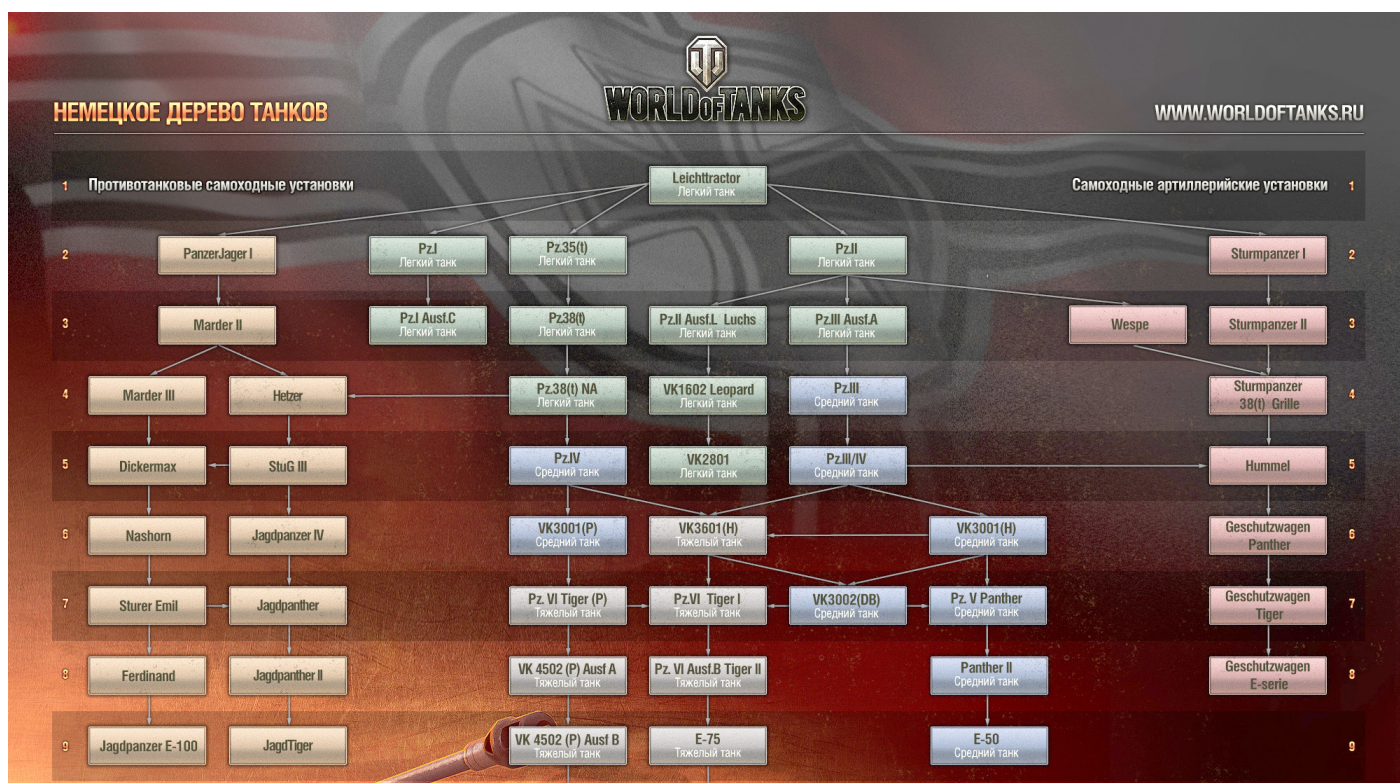 WORLD OF TANKS
НЕМЕЦКОЕ ДЕРЕВО ТАНКОВ
WWW.WORLDOFTANKS.RU
1
Противотанковые самоходные установки
Leichttractor
Легкий танк
Самоходные артиллерийские установки
1
2
PanzerJager I
Pz.I
Легкий танк
Pz.35(t)
Легкий танк
Pz.II
Легкий танк
Sturmpanzer I
2
3
Marder II
Pz.I Ausf.C
Легкий танк
Pz.38(t)
Легкий танк
Pz.II Ausf.L Luchs
Легкий танк
Pz.III Ausf.A
Легкий танк
Wespe
Sturmpanzer II
3
4
Marder III
Hetzer
Pz.38(t) NA
Легкий танк
VK1602 Leopard
Легкий танк
Pz.III
Средний танк
Sturmpanzer
38(t) Grille
4
5
Dickermax
StuG III
Pz.IV
Средний танк
VK2801
Легкий танк
Pz.III/IV
Средний танк
Hummel
5
6
Nashorn
Jagdpanzer IV
VK3001(P)
Средний танк
VK3601(H)
Тяжелый танк
VK3001(H)
Средний танк
Geschutzwagen
Panther
6
7
Sturer Emil
Jagdpanther
Pz. VI Tiger (P)
Тяжелый танк
Pz.VI Tiger I
Тяжелый танк
VK3002(DB)
Средний танк
Pz. V Panther
Средний танк
Geschutzwagen
Tiger
7
8
Ferdinand
Jagdpanther II
VK 4502 (P) Ausf A
Тяжелый танк
Pz. VI Ausf.B Tiger II
Тяжелый танк
Panther II
Средний танк
Geschutzwagen
E-serie
8
9
Jagdpanzer E-100
JagdTiger
VK 4502 (P) Ausf B
Тяжелый танк
E-75
Тяжелый танк
E-50
Средний танк
9